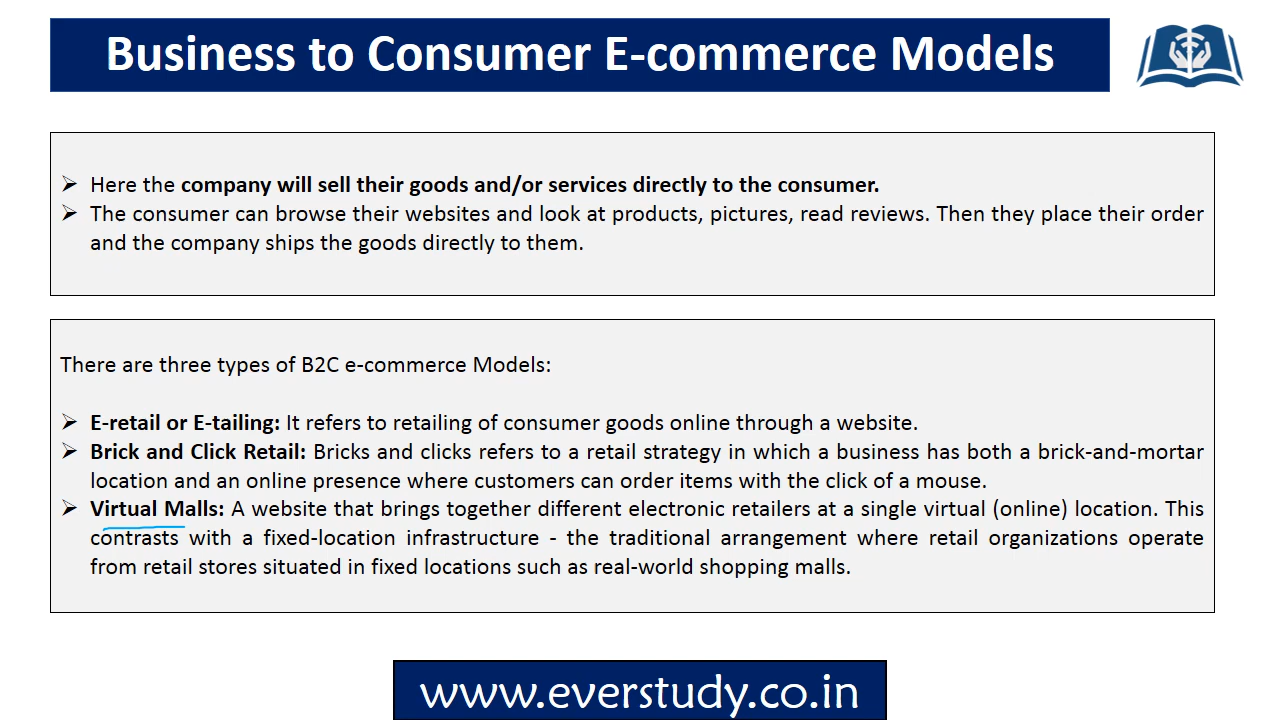 Business to Consumer E-commerce Models
➢ Here the company will sell their goods and/or services directly to the consumer.
➢ The consumer can browse their websites and look at products, pictures, read reviews. Then they place their order
and the company ships the goods directly to them.
There are three types of B2C e-commerce Models:
➢ E-retail or E-tailing: It refers to retailing of consumer goods online through a website.
➢ Brick and Click Retail: Bricks and clicks refers to a retail strategy in which a business has both a brick-and-mortar
location and an online presence where customers can order items with the click of a mouse.
➢ Virtual Malls: A website that brings together different electronic retailers at a single virtual (online) location. This
contrasts with a fixed-location infrastructure - the traditional arrangement where retail organizations operate
from retail stores situated in fixed locations such as real-world shopping malls.
www.everstudy.co.in